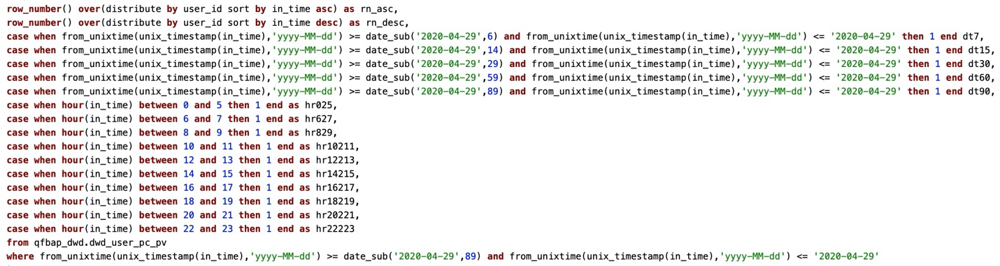 row_number() over(distribute by user_id sort by in_time asc) as rn_asc,
row_number() over(distribute by user_id sort by in_time desc) as rn_desc,
case when from_unixtime(unix_timestamp(in_time),'yyyy-MM-dd') >= date_sub('2020-04-29',6) and from_unixtime(unix_timestamp(in_time),'yyyy-MM-dd') <= '2020-04-29' then 1 end dt7,
case when from_unixtime(unix_timestamp(in_time),'yyyy-MM-dd') >= date_sub('2020-04-29',14) and from_unixtime(unix_timestamp(in_time),'yyyy-MM-dd') <= '2020-04-29' then 1 end dt15,
case when from_unixtime(unix_timestamp(in_time),'yyyy-MM-dd') >= date_sub('2020-04-29',29) and from_unixtime(unix_timestamp(in_time),'yyyy-MM-dd') <= '2020-04-29' then 1 end dt30,
case when from_unixtime(unix_timestamp(in_time),'yyyy-MM-dd') >= date_sub('2020-04-29',59) and from_unixtime(unix_timestamp(in_time),'yyyy-MM-dd') <= '2020-04-29' then 1 end dt60,
case when from_unixtime(unix_timestamp(in_time),'yyyy-MM-dd') >= date_sub('2020-04-29',89) and from_unixtime(unix_timestamp(in_time),'yyyy-MM-dd') <= '2020-04-29' then 1 end dt90,
case when hour(in_time) between 0 and 5 then 1 end as hr025,
case when hour(in_time) between 6 and 7 then 1 end as hr627,
case when hour(in_time) between 8 and 9 then 1 end as hr829,
case when hour(in_time) between 10 and 11 then 1 end as hr10211,
case when hour(in_time) between 12 and 13 then 1 end as hr12213,
case when hour(in_time) between 14 and 15 then 1 end as hr14215,
case when hour(in_time) between 16 and 17 then 1 end as hr16217,
case when hour(in_time) between 18 and 19 then 1 end as hr18219,
case when hour(in_time) between 20 and 21 then 1 end as hr20221,
case when hour(in_time) between 22 and 23 then 1 end as hr22223
from qfbap_dwd.dwd_user_pc_pv
where from_unixtime(unix_timestamp(in_time),'yyyy-MM-dd') >= date_sub('2020-04-29',89) and from_unixtime(unix_timestamp(in_time),'yyyy-MM-dd') <= '2020-04-29'